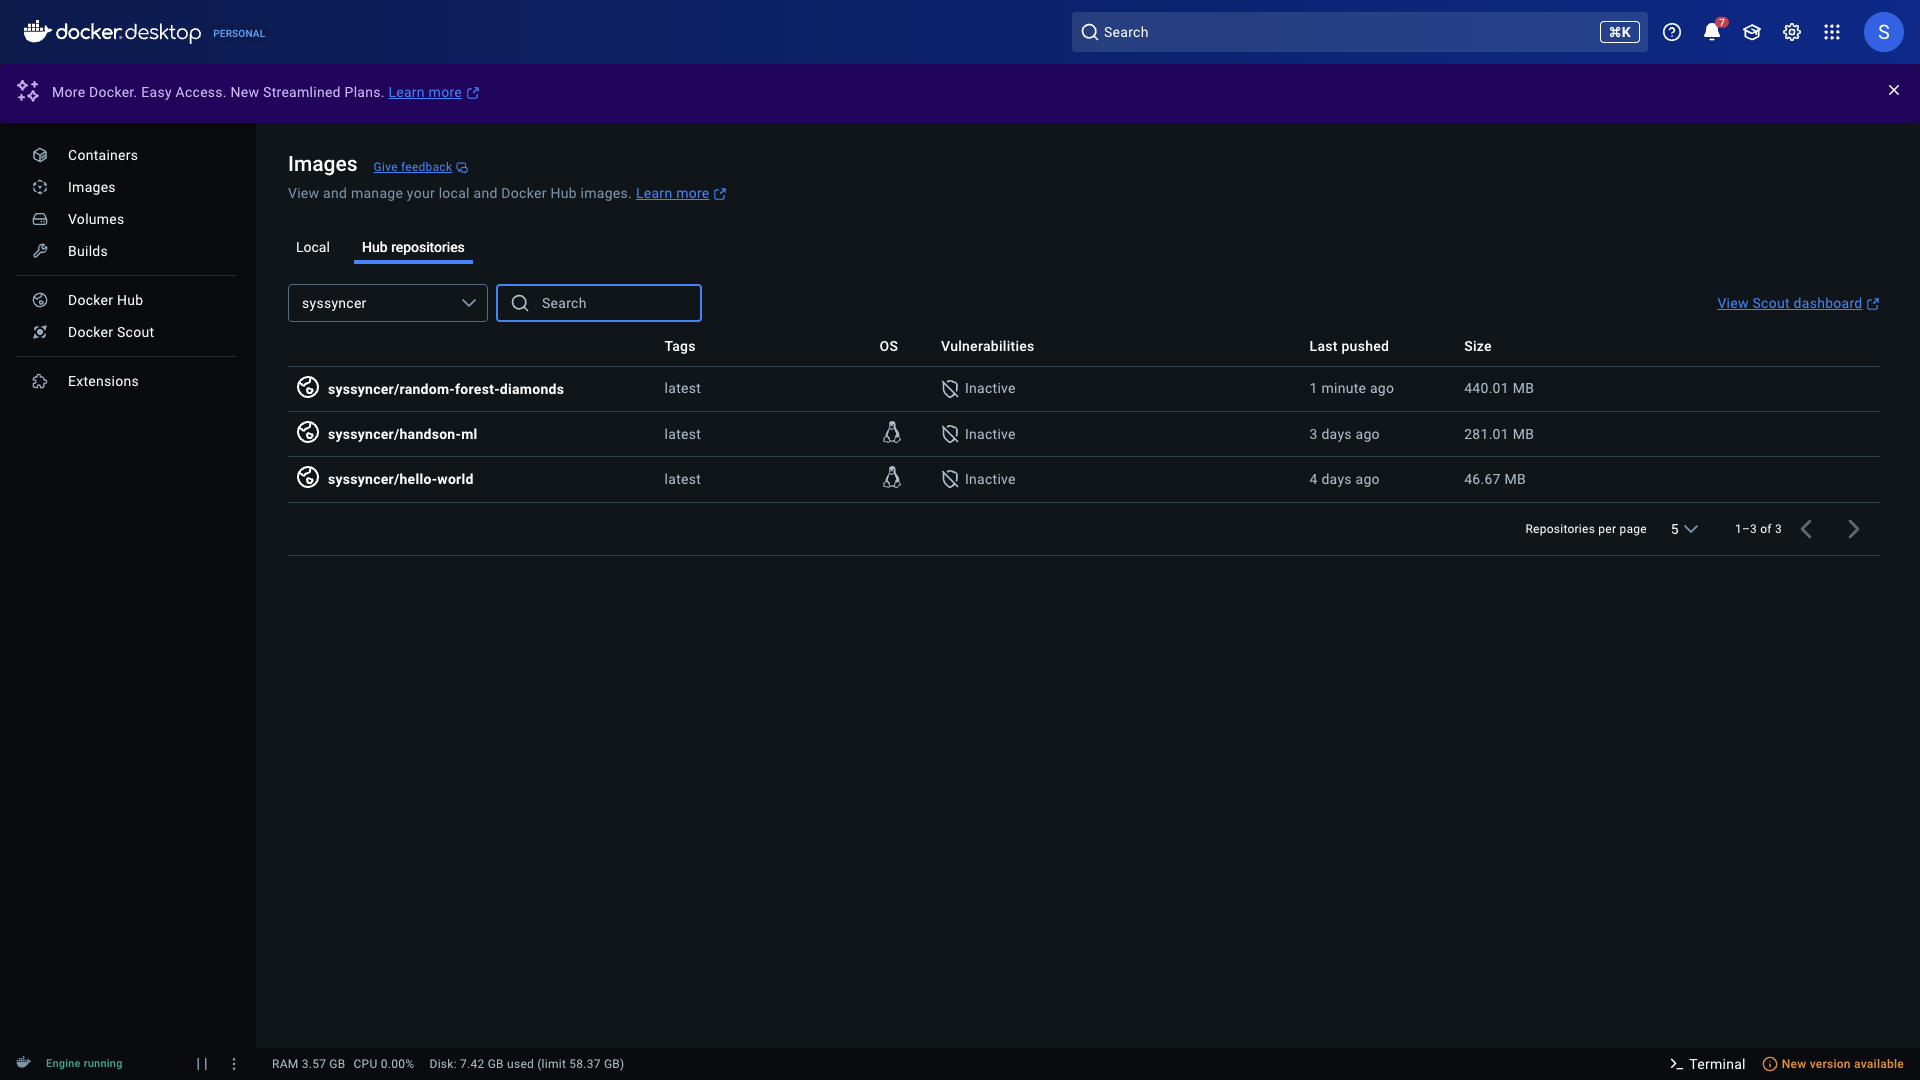 docker.desktop PERSONAL
Search ⌘K
7
S
More Docker. Easy Access. New Streamlined Plans. Learn more
Containers
Images
Volumes
Builds
Docker Hub
Docker Scout
Extensions
Images Give feedback
View and manage your local and Docker Hub images. Learn more
Local Hub repositories
syssyncer Search View Scout dashboard
Tags OS Vulnerabilities Last pushed Size
syssyncer/random-forest-diamonds latest Inactive 1 minute ago 440.01 MB
syssyncer/handson-ml latest Inactive 3 days ago 281.01 MB
syssyncer/hello-world latest Inactive 4 days ago 46.67 MB
Repositories per page 5 1–3 of 3
Engine running RAM 3.57 GB CPU 0.00% Disk: 7.42 GB used (limit 58.37 GB) Terminal New version available